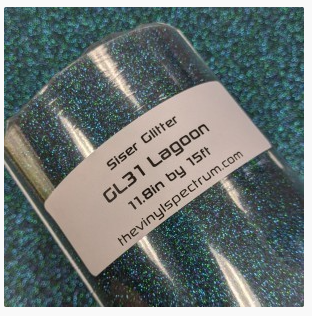 Siser Glitter
GL31 Lagoon
11.8in by 15ft
thevinylspectrum.com